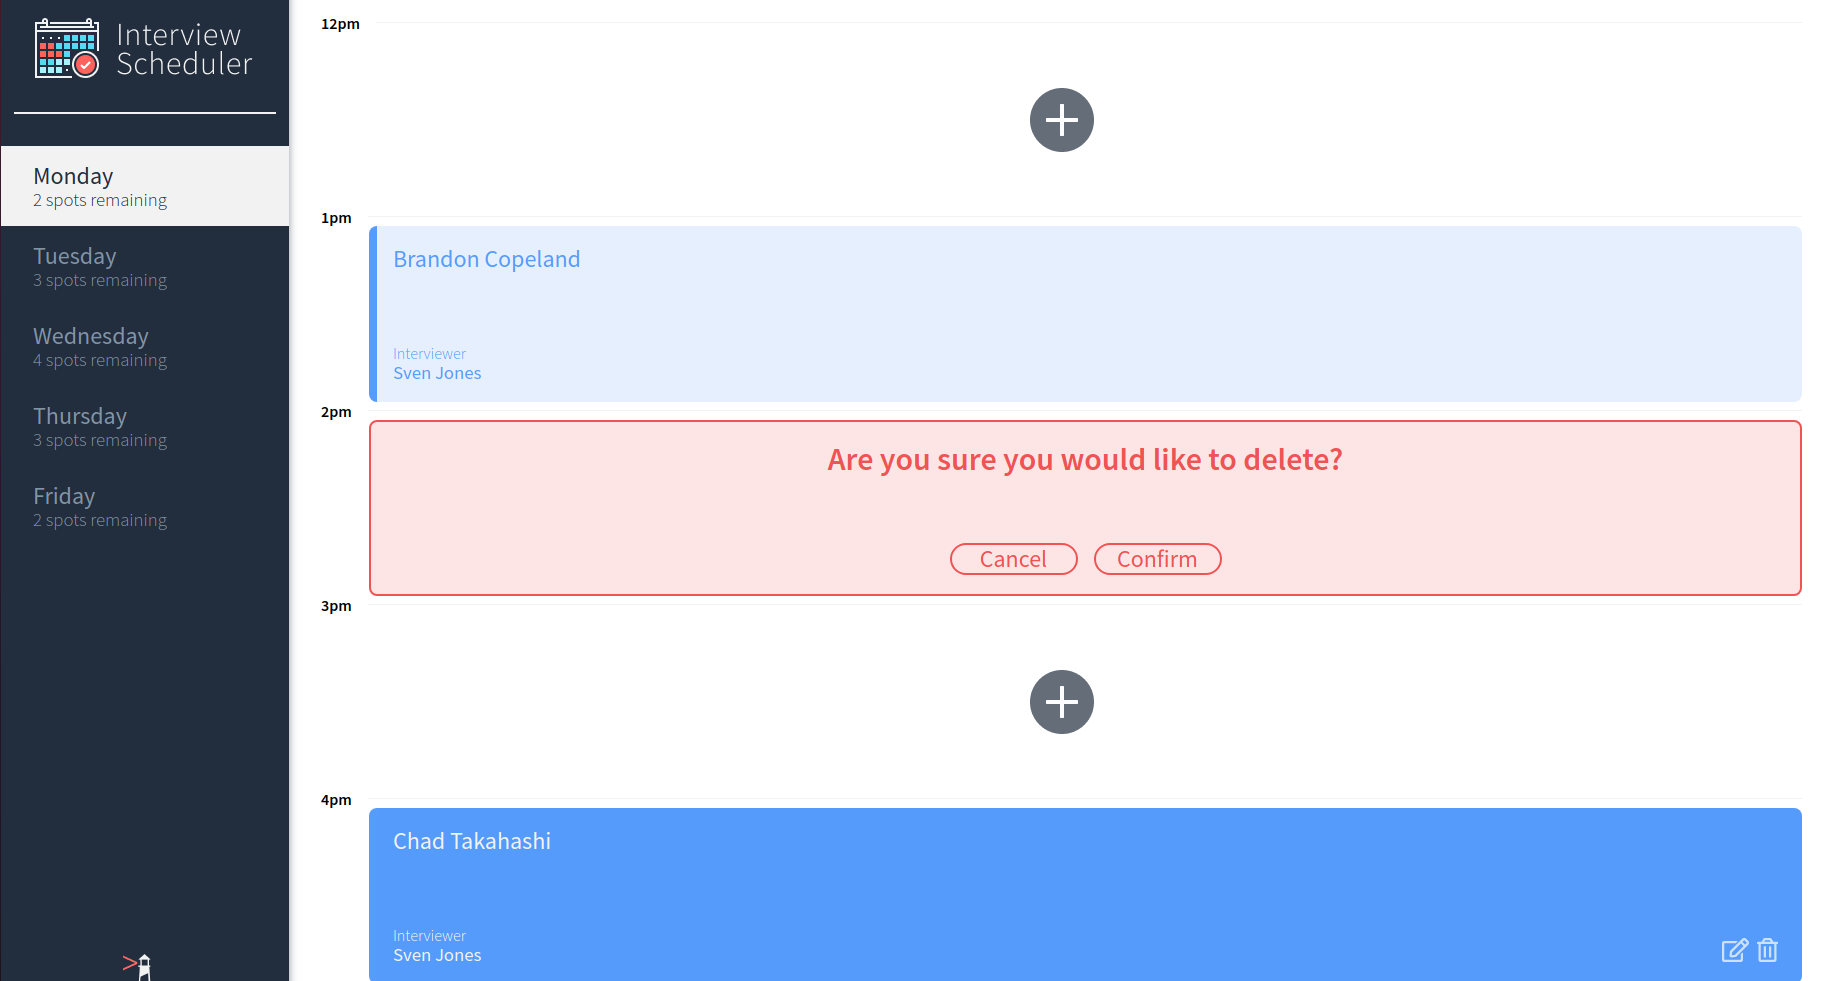 Interview
Scheduler
Monday
2 spots remaining
Tuesday
3 spots remaining
Wednesday
4 spots remaining
Thursday
3 spots remaining
Friday
2 spots remaining
12pm
1pm
Brandon Copeland
Interviewer
Sven Jones
2pm
Are you sure you would like to delete?
Cancel Confirm
3pm
4pm
Chad Takahashi
Interviewer
Sven Jones